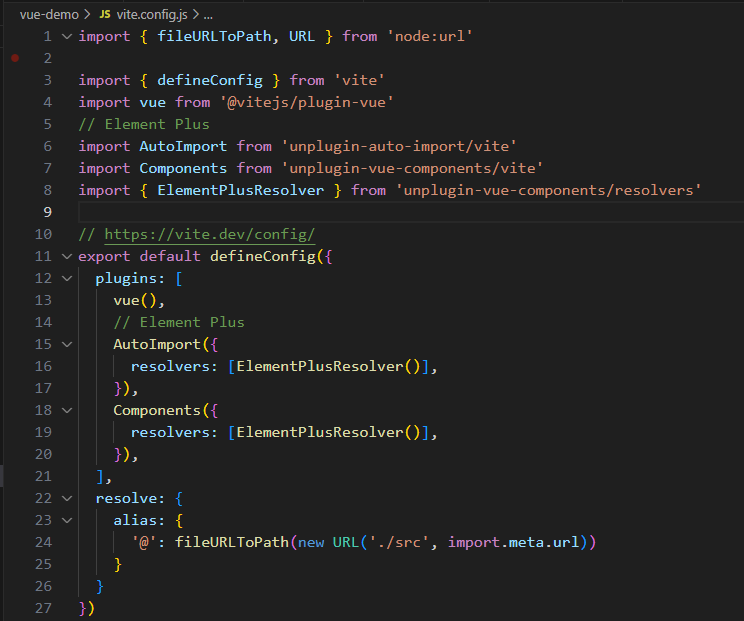 vue-demo > JS vite.config.js > ...
1 import { fileURLToPath, URL } from 'node:url'
2
3 import { defineConfig } from 'vite'
4 import vue from '@vitejs/plugin-vue'
5 // Element Plus
6 import AutoImport from 'unplugin-auto-import/vite'
7 import Components from 'unplugin-vue-components/vite'
8 import { ElementPlusResolver } from 'unplugin-vue-components/resolvers'
9
10 // https://vite.dev/config/
11 export default defineConfig({
12   plugins: [
13     vue(),
14     // Element Plus
15     AutoImport({
16       resolvers: [ElementPlusResolver()],
17     }),
18     Components({
19       resolvers: [ElementPlusResolver()],
20     }),
21   ],
22   resolve: {
23     alias: {
24       '@': fileURLToPath(new URL('./src', import.meta.url))
25     }
26   }
27 })